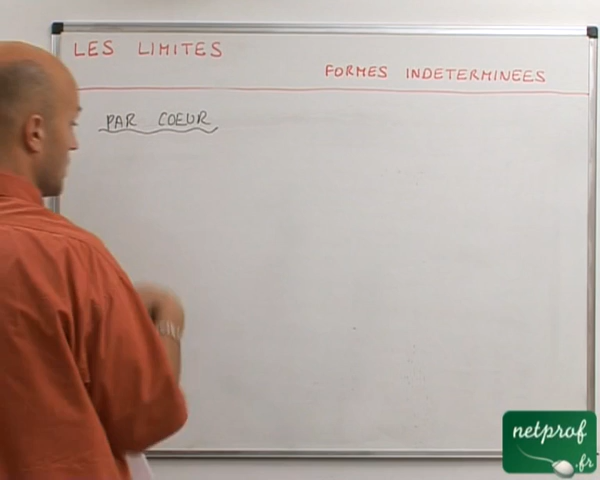 LES LIMITES
FORMES INDETERMINEES
PAR COEUR
netprof
.fr